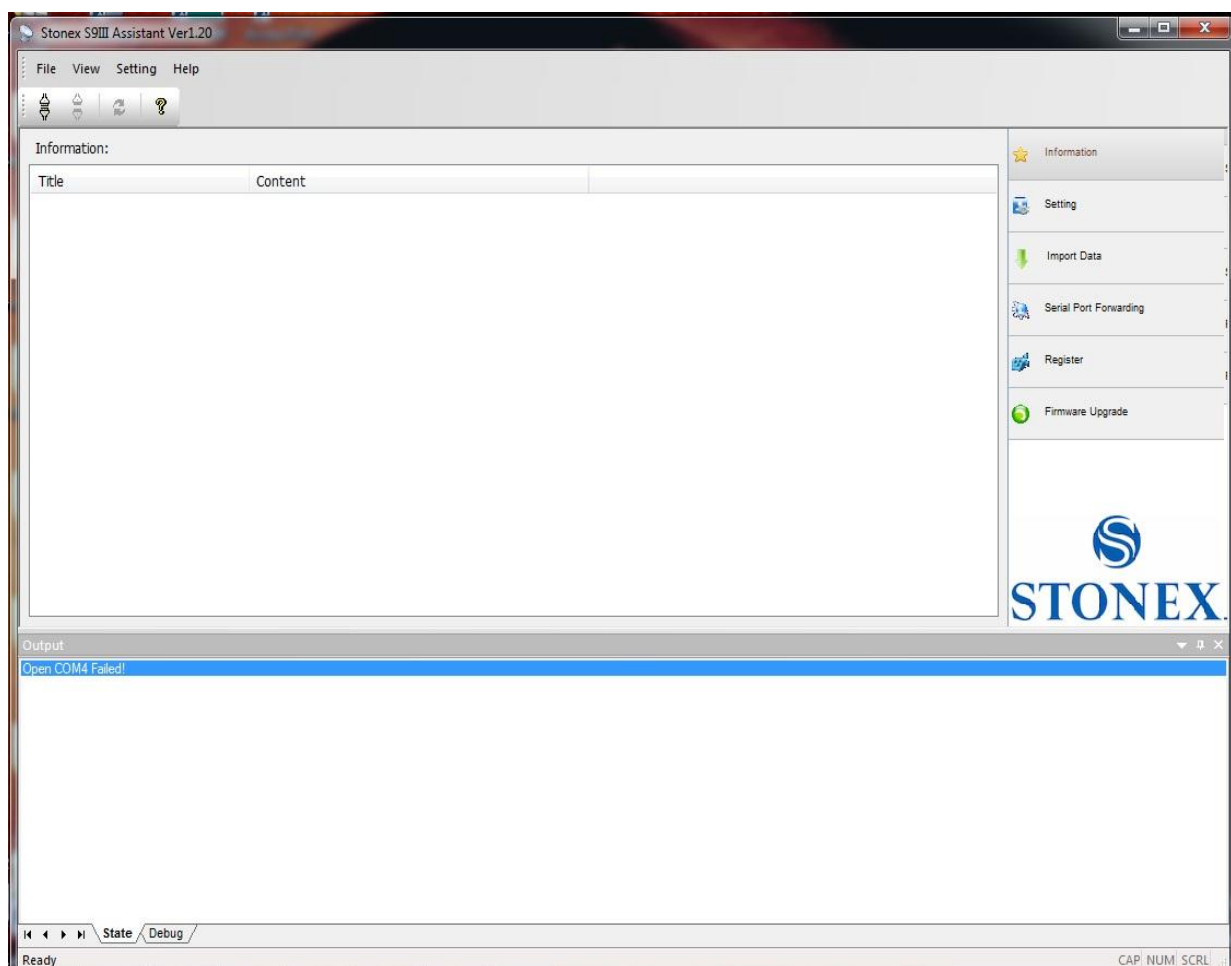 Stonex S9III Assistant Ver1.20
File View Setting Help
Information:
Title Content
Information
Setting
Import Data
Serial Port Forwarding
Register
Firmware Upgrade
STONEX
Output
Open COM4 Failed!
State Debug
Ready CAP NUM SCRL